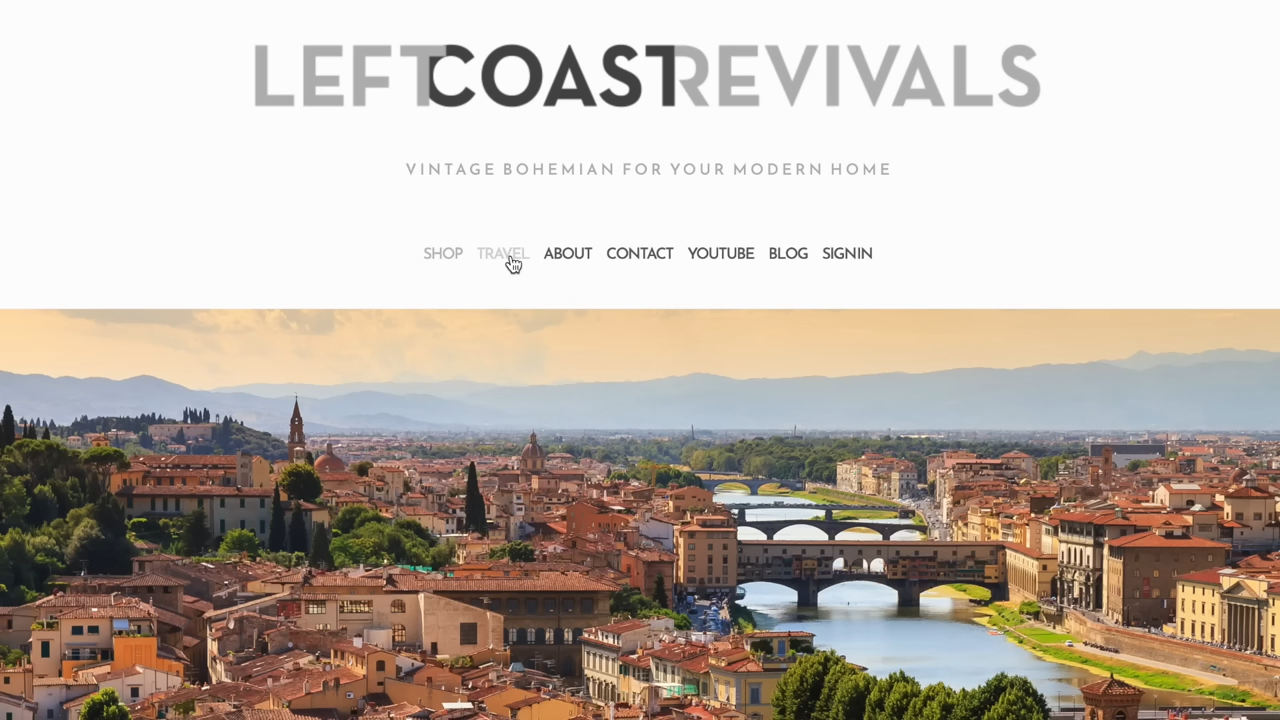 LEFTCOASTREVIVALS
VINTAGE BOHEMIAN FOR YOUR MODERN HOME
SHOP TRAVEL ABOUT CONTACT YOUTUBE BLOG SIGNIN